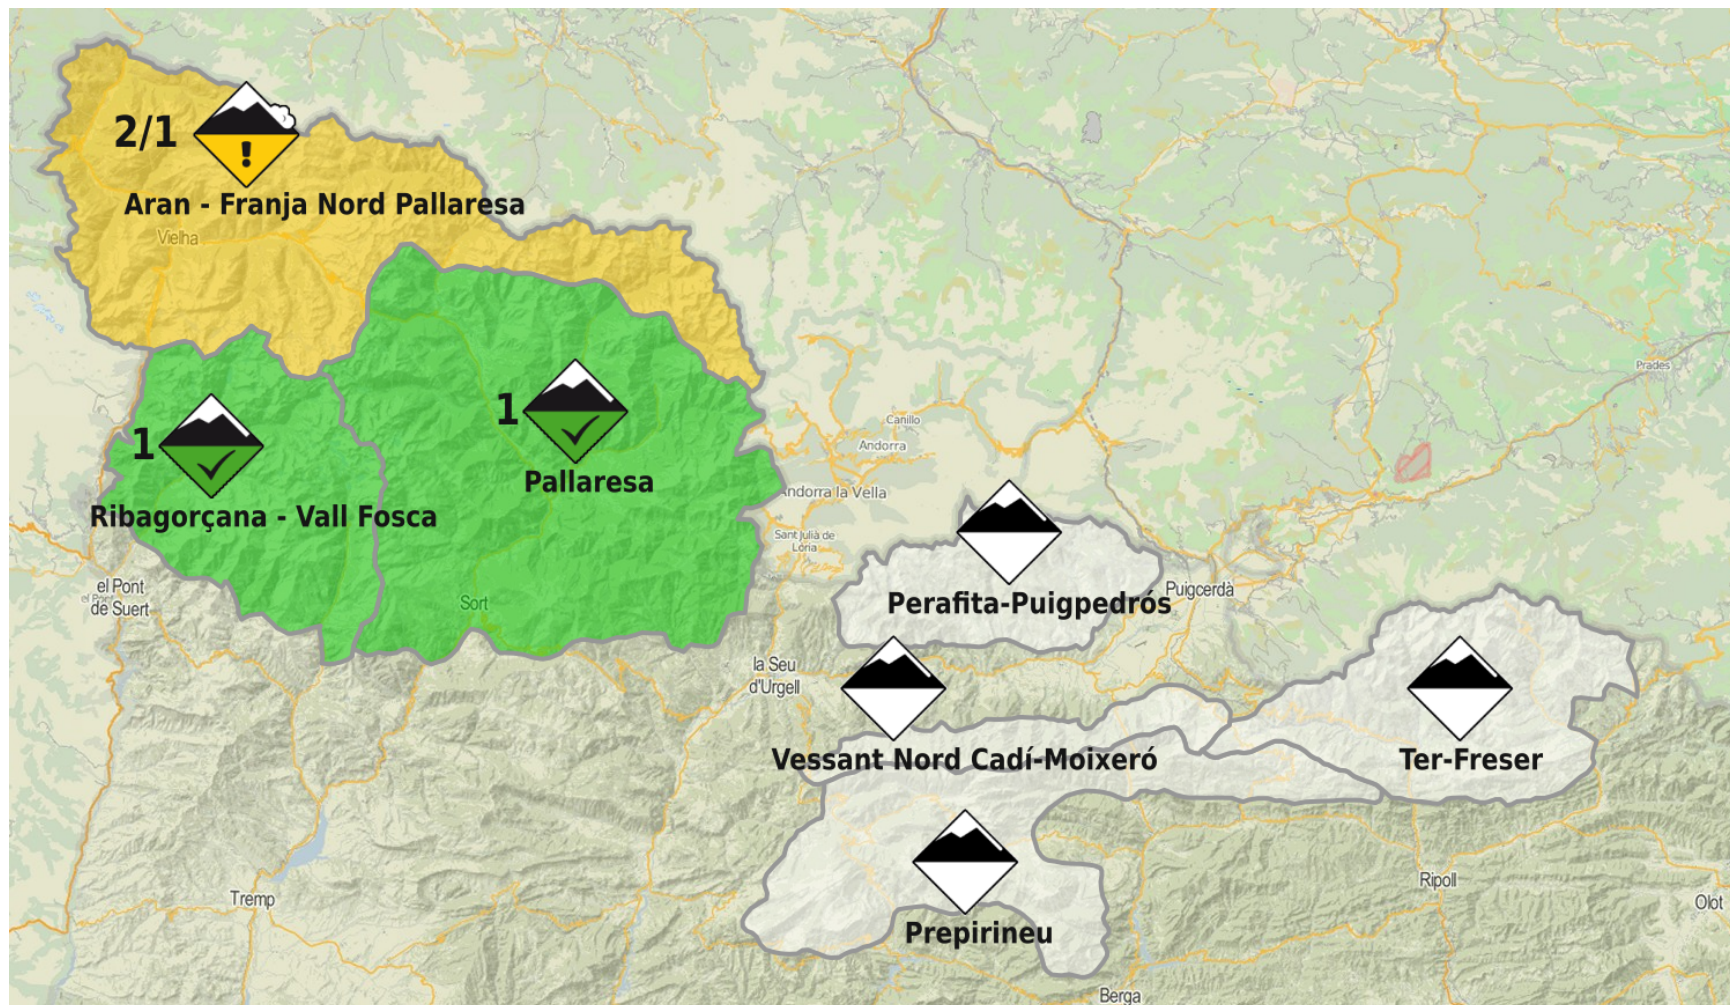 2/1
!
Aran - Franja Nord Pallaresa
Vielha
Prades
1
Canillo
1
Andorra
Pallaresa
Andorra la Vella
Ribagorçana - Vall Fosca
Sant Julià de
Lòria
el Pont
de Suert
Sort
Perafita-Puigpedrós
Puigcerdà
la Seu
d'Urgell
Vessant Nord Cadí-Moixeró
Ter-Freser
Tremp
Ripoll
Olot
Prepirineu
Berga